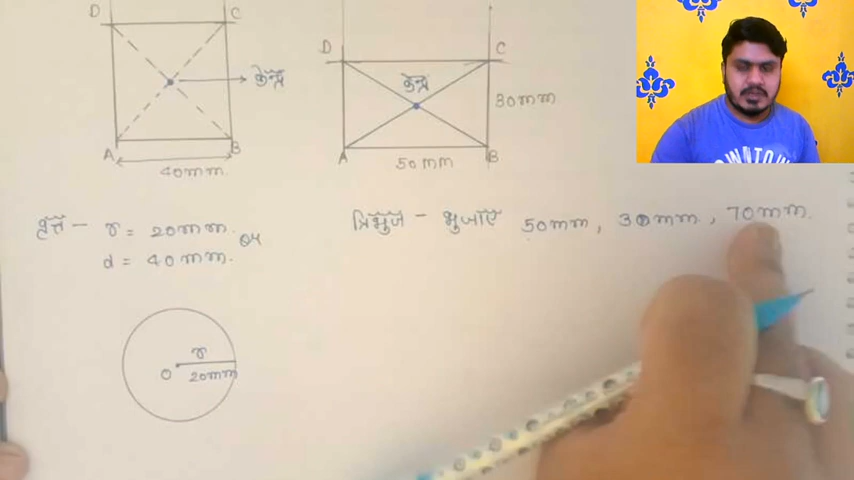 D C
A B
केन्द्र
40mm
D C
केन्द्र
30mm
A B
50mm
वृत्त - r = 20mm. or
d = 40mm.
त्रिभुज - भुजाएँ 50mm, 30mm, 70mm.
r
O 20mm